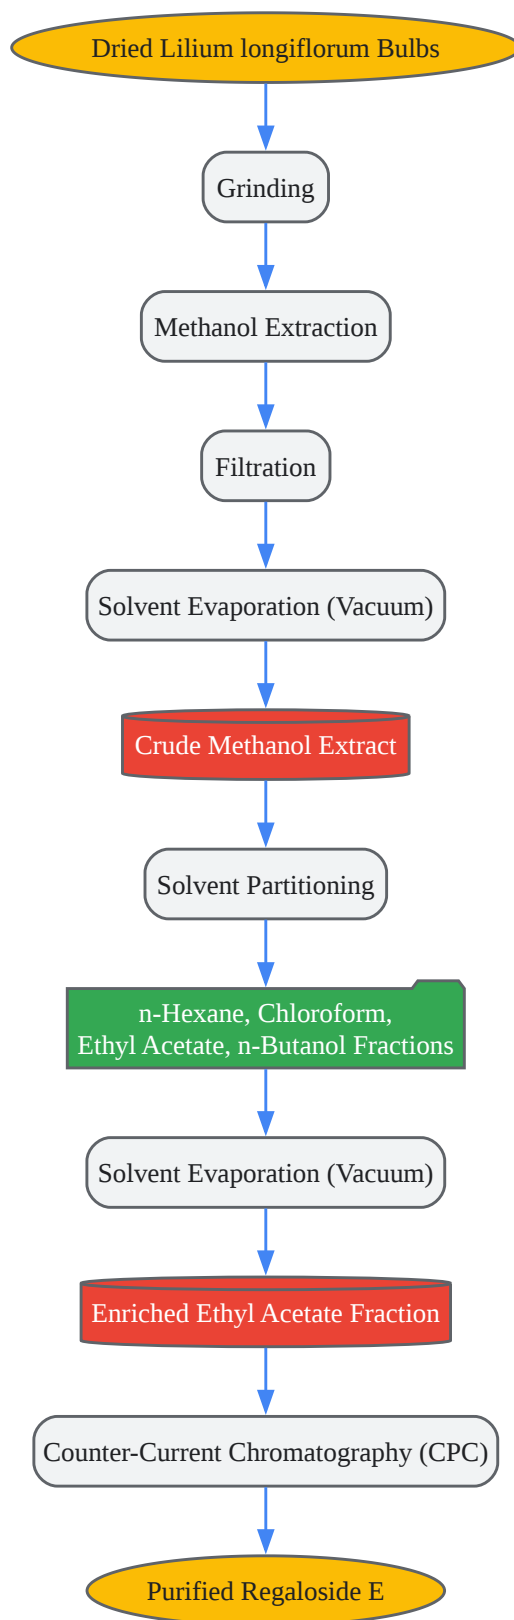 Dried Lilium longiflorum Bulbs
Grinding
Methanol Extraction
Filtration
Solvent Evaporation (Vacuum)
Crude Methanol Extract
Solvent Partitioning
n-Hexane, Chloroform,
Ethyl Acetate, n-Butanol Fractions
Solvent Evaporation (Vacuum)
Enriched Ethyl Acetate Fraction
Counter-Current Chromatography (CPC)
Purified Regaloside E